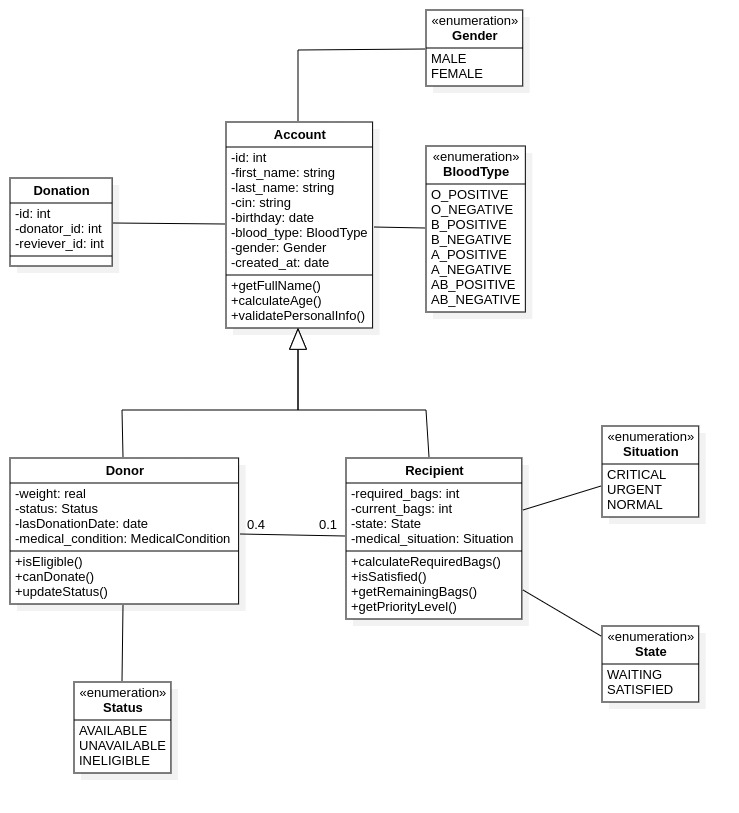 «enumeration»
Gender
MALE
FEMALE
Account
-id: int
-first_name: string
-last_name: string
-cin: string
-birthday: date
-blood_type: BloodType
-gender: Gender
-created_at: date
+getFullName()
+calculateAge()
+validatePersonalInfo()
«enumeration»
BloodType
O_POSITIVE
O_NEGATIVE
B_POSITIVE
B_NEGATIVE
A_POSITIVE
A_NEGATIVE
AB_POSITIVE
AB_NEGATIVE
Donation
-id: int
-donator_id: int
-reviever_id: int
Donor
-weight: real
-status: Status
-lasDonationDate: date
-medical_condition: MedicalCondition
+isEligible()
+canDonate()
+updateStatus()
0.4
0.1
Recipient
-required_bags: int
-current_bags: int
-state: State
-medical_situation: Situation
+calculateRequiredBags()
+isSatisfied()
+getRemainingBags()
+getPriorityLevel()
«enumeration»
Situation
CRITICAL
URGENT
NORMAL
«enumeration»
State
WAITING
SATISFIED
«enumeration»
Status
AVAILABLE
UNAVAILABLE
INELIGIBLE